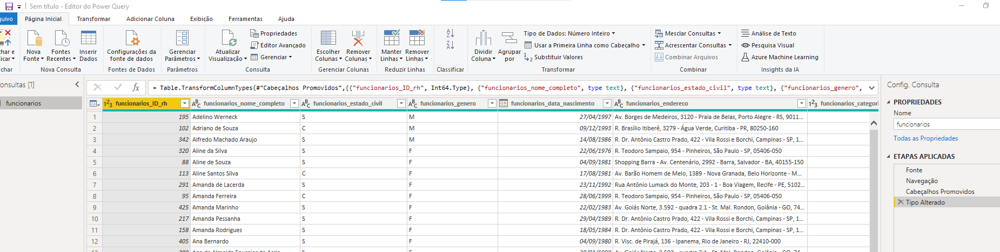 Sem título - Editor do Power Query
quivo Página Inicial Transformar Adicionar Coluna Exibição Ferramentas Ajuda
char e
licar
Nova
Fonte
Fontes
Recentes
Inserir
Dados
Configurações da
fonte de dados
Gerenciar
Parâmetros
Atualizar
Visualização
Propriedades
Editor Avançado
Gerenciar
Escolher
Colunas
Remover
Colunas
Manter
Linhas
Remover
Linhas
Dividir
Coluna
Agrupar
por
Tipo de Dados: Número Inteiro
Usar a Primeira Linha como Cabeçalho
Substituir Valores
Mesclar Consultas
Acrescentar Consultas
Combinar Arquivos
Análise de Texto
Pesquisa Visual
Azure Machine Learning
echar Nova Consulta Fontes de Dados Parâmetros Consulta Gerenciar Colunas Reduzir Linhas Classificar Transformar Combinar Insights da IA
onsultas [1]
funcionarios
= Table.TransformColumnTypes(#"Cabeçalhos Promovidos",{{"funcionarios_ID_rh", Int64.Type}, {"funcionarios_nome_completo", type text}, {"funcionarios_estado_civil", type text}, {"funcionarios_genero",
123 funcionarios_ID_rh ABC funcionarios_nome_completo ABC funcionarios_estado_civil ABC funcionarios_genero funcionarios_data_nascimento ABC funcionarios_endereco 123 funcionarios_categori
1 195 Adelino Werneck S M 27/04/1997 Av. Borges de Medeiros, 3120 - Praia de Belas, Porto Alegre - RS, 9011...
2 102 Adriano de Souza C M 09/12/1993 R. Brasílio Itiberê, 3279 - Água Verde, Curitiba - PR, 80250-160
3 342 Alfredo Machado Araujo S M 14/08/1986 R. Dr. Antônio Castro Prado, 422 - Vila Rossi e Borchi, Campinas - SP, 1...
4 320 Aline da Silva S F 22/06/1976 R. Teodoro Sampaio, 954 - Pinheiros, São Paulo - SP, 05406-050
5 88 Aline de Souza S F 04/09/1981 Shopping Barra - Av. Centenário, 2992 - Barra, Salvador - BA, 40155-150
6 113 Aline Santos Silva C F 17/08/1981 Av. Barão Homem de Melo, 1389 - Nova Granada, Belo Horizonte - M...
7 291 Amanda de Lacerda S F 23/11/1992 Rua Antônio Lumack do Monte, 203 - 1 - Boa Viagem, Recife - PE, 5102...
8 95 Amanda Ferreira C F 28/06/1999 R. Teodoro Sampaio, 954 - Pinheiros, São Paulo - SP, 05406-050
9 425 Amanda Marinho S F 22/02/1983 Av. Goiás Norte, 3.592 - quadra 2.1 - St. Mal. Rondon, Goiânia - GO, 74...
10 217 Amanda Pessanha S F 29/04/1989 R. Dr. Antônio Castro Prado, 422 - Vila Rossi e Borchi, Campinas - SP, 1...
11 158 Amanda Rodrigues S F 18/05/1984 R. Dr. Antônio Castro Prado, 422 - Vila Rossi e Borchi, Campinas - SP, 1...
12 405 Ana Bernardo S F 04/09/1980 R. Visc. de Pirajá, 136 - Ipanema, Rio de Janeiro - RJ, 22410-000
Config. Consulta
PROPRIEDADES
Nome
funcionarios
Todas as Propriedades
ETAPAS APLICADAS
Fonte
Navegação
Cabeçalhos Promovidos
Tipo Alterado